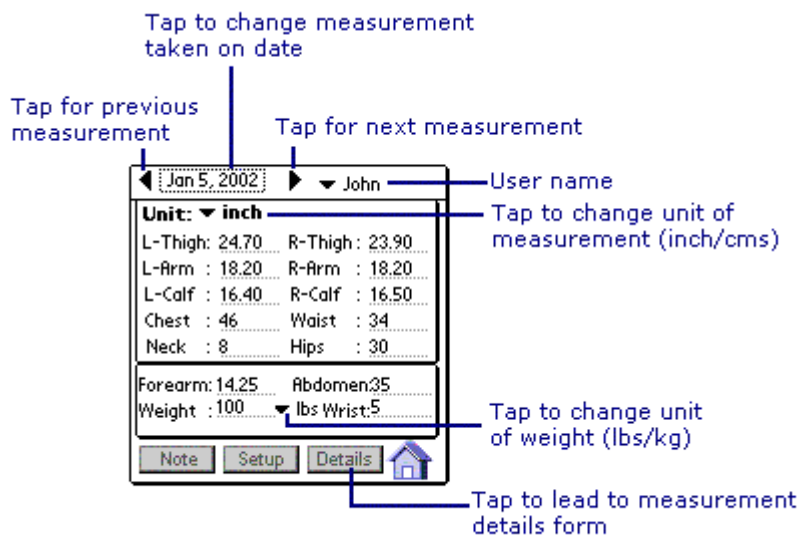 Tap to change measurement
taken on date
Tap for previous
measurement
Tap for next measurement
Jan 5, 2002 John
User name
Unit: inch
Tap to change unit of
measurement (inch/cms)
L-Thigh: 24.70 R-Thigh: 23.90
L-Arm : 18.20 R-Arm : 18.20
L-Calf : 16.40 R-Calf : 16.50
Chest : 46 Waist : 34
Neck : 8 Hips : 30
Forearm: 14.25 Abdomen:35
Weight : 100 lbs Wrist:5
Tap to change unit
of weight (lbs/kg)
Note Setup Details
Tap to lead to measurement
details form